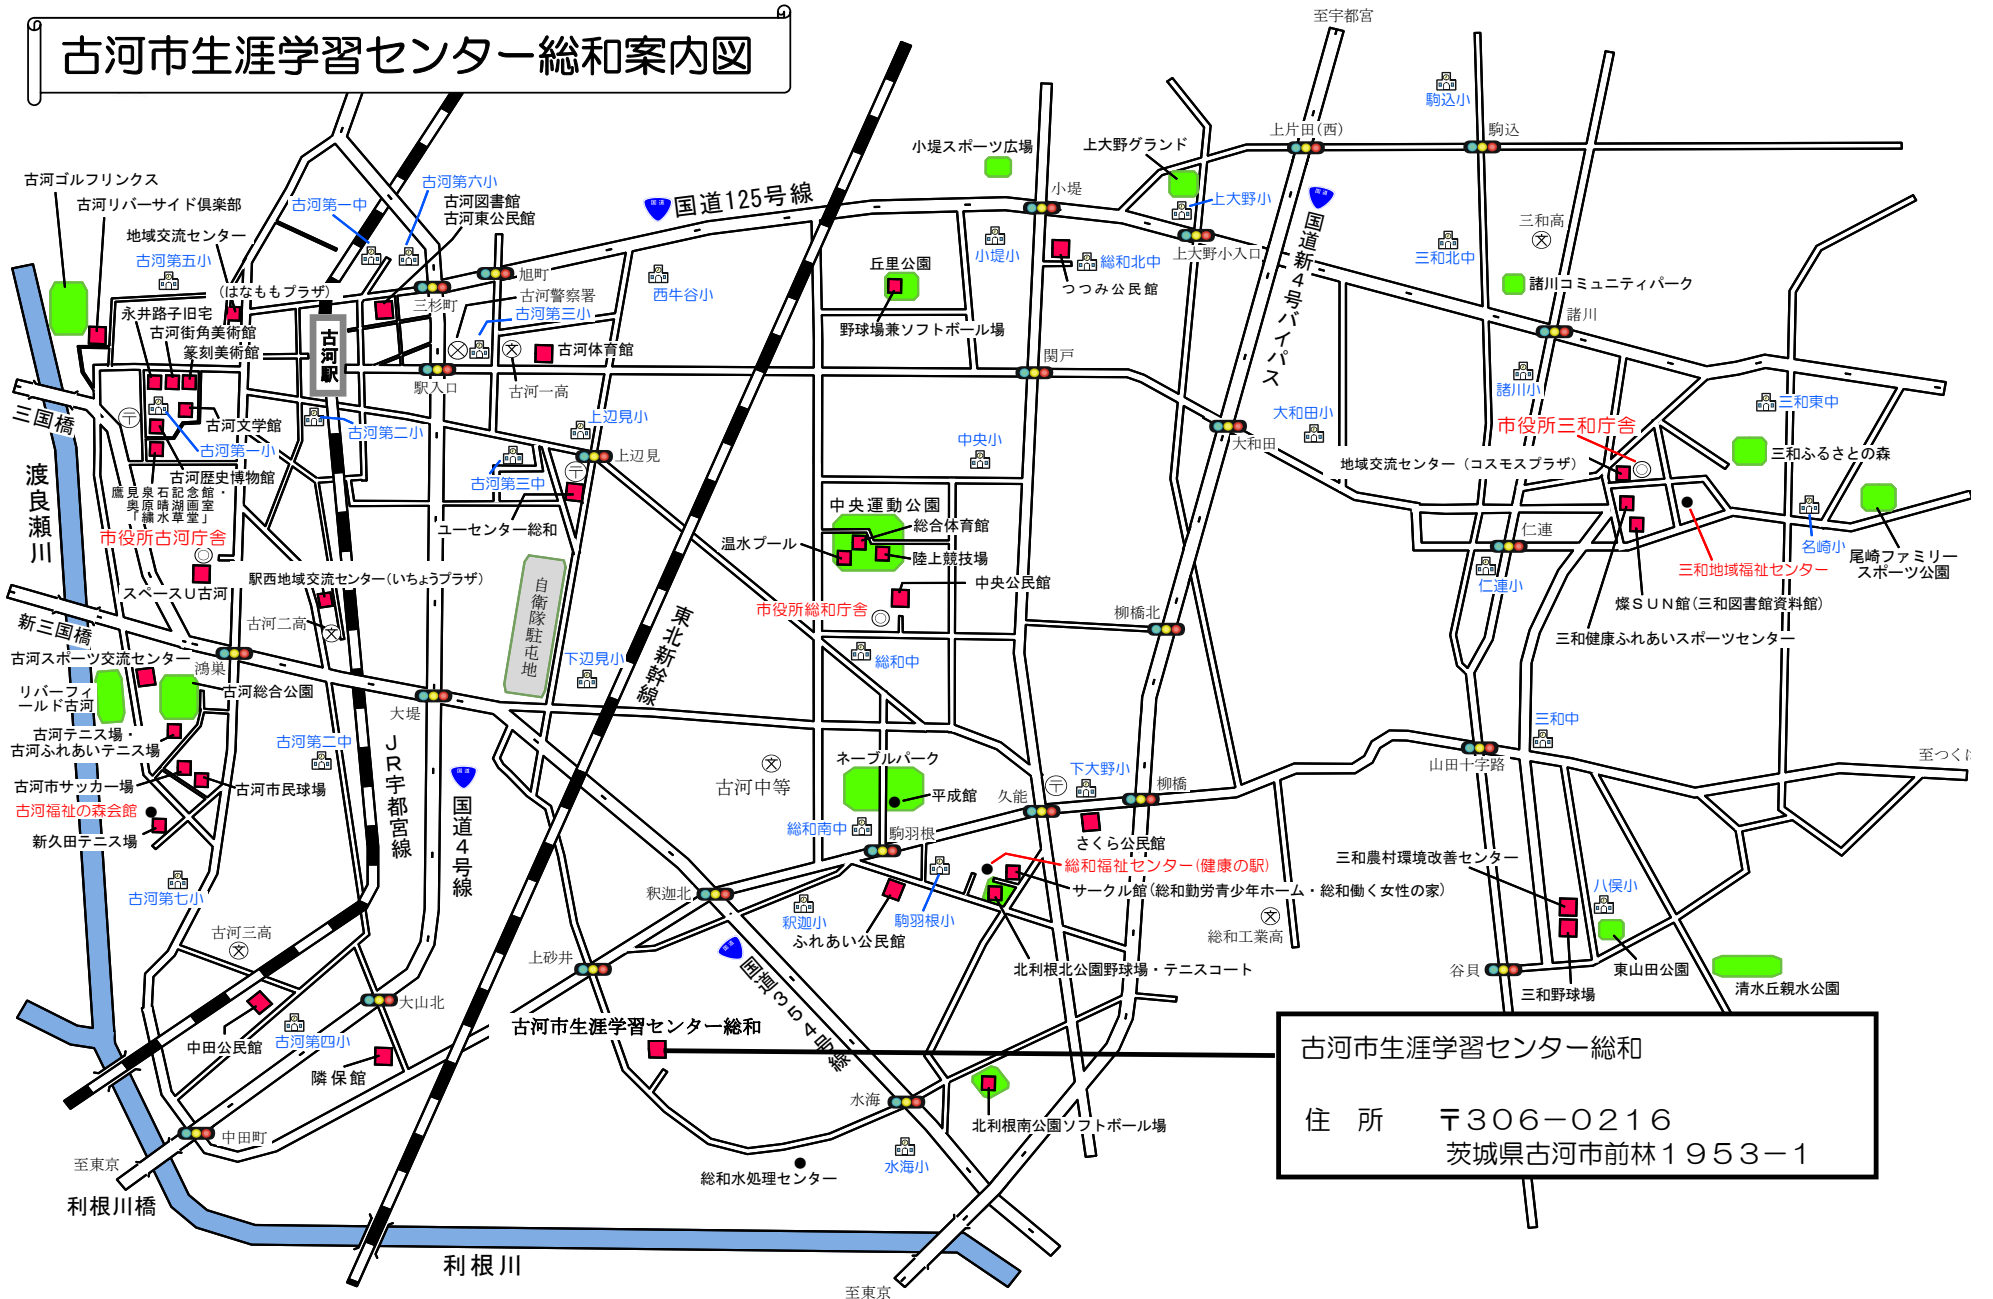 古河市生涯学習センター総和案内図
至宇都宮
駒込小
上片田(西)
駒込
小堤スポーツ広場
上大野グランド
古河ゴルフリンクス
古河リバーサイド倶楽部
古河第一中
古河第六小
古河図書館
古河東公民館
国道
国道125号線
小堤
上大野小
国道
国道新4号バイパス
三和高
地域交流センター
(はなももプラザ)
古河第五小
旭町
三杉町
古河警察署
古河第三小
西牛谷小
丘里公園
野球場兼ソフトボール場
小堤小
総和北中
つつみ公民館
上大野小入口
三和北中
諸川コミュニティパーク
諸川
永井路子旧宅
古河街角美術館
篆刻美術館
古河駅
古河体育館
古河一高
駅入口
関戸
諸川小
三国橋
古河文学館
古河第一小
古河歴史博物館
鷹見泉石記念館・
奥原晴湖画室
「繍水草堂」
古河第二小
上辺見小
上辺見
古河第三中
ユーセンター総和
中央小
大和田小
大和田
市役所三和庁舎
地域交流センター (コスモスプラザ)
三和東中
三和ふるさとの森
渡良瀬川
市役所古河庁舎
スペースU古河
駅西地域交流センター(いちょうプラザ)
古河二高
自衛隊駐屯地
中央運動公園
総合体育館
温水プール
陸上競技場
中央公民館
市役所総和庁舎
柳橋北
仁連
仁連小
名崎小
尾崎ファミリー
スポーツ公園
三和地域福祉センター
燦SUN館(三和図書館資料館)
三和健康ふれあいスポーツセンター
新三国橋
古河スポーツ交流センター
鴻巣
リバーフィ
ールド古河
古河総合公園
古河テニス場・
古河ふれあいテニス場
大堤
下辺見小
東北新幹線
総和中
古河第二中
JR宇都宮線
国道
国道4号線
古河市サッカー場
古河市民球場
古河福祉の森会館
新久田テニス場
古河中等
ネーブルパーク
平成館
久能
下大野小
柳橋
三和中
山田十字路
総和南中
駒羽根
さくら公民館
総和福祉センター(健康の駅)
サークル館(総和勤労青少年ホーム・総和働く女性の家)
三和農村環境改善センター
八俣小
古河第七小
古河三高
釈迦北
釈迦小
ふれあい公民館
駒羽根小
総和工業高
上砂井
国道
国道354号線
北利根北公園野球場・テニスコート
谷貝
三和野球場
東山田公園
清水丘親水公園
大山北
中田公民館
古河第四小
隣保館
古河市生涯学習センター総和
古河市生涯学習センター総和
住 所 〒306-0216
茨城県古河市前林1953-1
水海
北利根南公園ソフトボール場
中田町
至東京
利根川橋
総和水処理センター
水海小
利根川
至東京